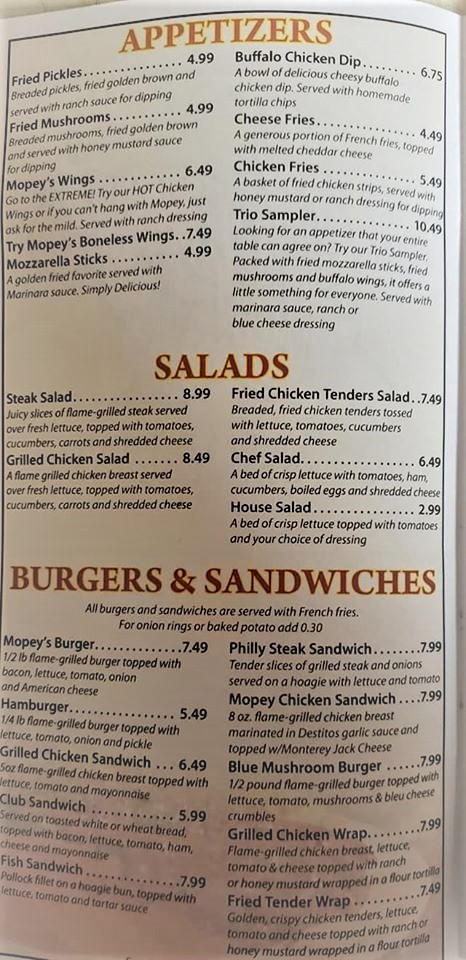 APPETIZERS
Fried Pickles.................. 4.99
Breaded pickles, fried golden brown and
served with ranch sauce for dipping
Fried Mushrooms............ 4.99
Breaded mushrooms, fried golden brown
and served with honey mustard sauce
for dipping
Mopey's Wings ............. 6.49
Go to the EXTREME! Try our HOT Chicken
Wings or if you can't hang with Mopey, just
ask for the mild. Served with ranch dressing
Try Mopey's Boneless Wings..7.49
Mozzarella Sticks ........... 4.99
A golden fried favorite served with
Marinara sauce. Simply Delicious!
Buffalo Chicken Dip......... 6.75
A bowl of delicious cheesy buffalo
chicken dip. Served with homemade
tortilla chips
Cheese Fries.................. 4.49
A generous portion of French fries, topped
with melted cheddar cheese
Chicken Fries ................ 5.49
A basket of fried chicken strips, served with
honey mustard or ranch dressing for dipping
Trio Sampler................. 10.49
Looking for an appetizer that your entire
table can agree on? Try our Trio Sampler.
Packed with fried mozzarella sticks, fried
mushrooms and buffalo wings, it offers a
little something for everyone. Served with
marinara sauce, ranch or
blue cheese dressing
SALADS
Steak Salad.................. 8.99
Juicy slices of flame-grilled steak served
over fresh lettuce, topped with tomatoes,
cucumbers, carrots and shredded cheese
Grilled Chicken Salad ....... 8.49
A flame grilled chicken breast served
over fresh lettuce, topped with tomatoes,
cucumbers, carrots and shredded cheese
Fried Chicken Tenders Salad..7.49
Breaded, fried chicken tenders tossed
with lettuce, tomatoes, cucumbers
and shredded cheese
Chef Salad................... 6.49
A bed of crisp lettuce with tomatoes, ham,
cucumbers, boiled eggs and shredded cheese
House Salad................. 2.99
A bed of crisp lettuce topped with tomatoes
and your choice of dressing
BURGERS & SANDWICHES
All burgers and sandwiches are served with French fries.
For onion rings or baked potato add 0.30
Mopey's Burger..............7.49
1/2 lb flame-grilled burger topped with
bacon, lettuce, tomato, onion
and American cheese
Hamburger................. 5.49
1/4 lb flame-grilled burger topped with
lettuce, tomato, onion and pickle
Grilled Chicken Sandwich ... 6.49
5oz flame-grilled chicken breast topped with
lettuce, tomato and mayonnaise
Club Sandwich ............. 5.99
Served on toasted white or wheat bread,
topped with bacon, lettuce, tomato, ham,
cheese and mayonnaise
Fish Sandwich ..............7.99
Pollock fillet on a hoagie bun, topped with
lettuce, tomato and tartar sauce
Philly Steak Sandwich........7.99
Tender slices of grilled steak and onions
served on a hoagie with lettuce and tomato
Mopey Chicken Sandwich ....7.99
8 oz. flame-grilled chicken breast
marinated in Destitos garlic sauce and
topped w/Monterey Jack Cheese
Blue Mushroom Burger ......7.99
1/2 pound flame-grilled burger topped with
lettuce, tomato, mushrooms & bleu cheese
crumbles
Grilled Chicken Wrap.........7.99
Flame-grilled chicken breast, lettuce,
tomato & cheese topped with ranch
or honey mustard wrapped in a flour tortilla
Fried Tender Wrap ...........7.49
Golden, crispy chicken tenders, lettuce,
tomato and cheese topped with ranch or
honey mustard wrapped in a flour tortilla